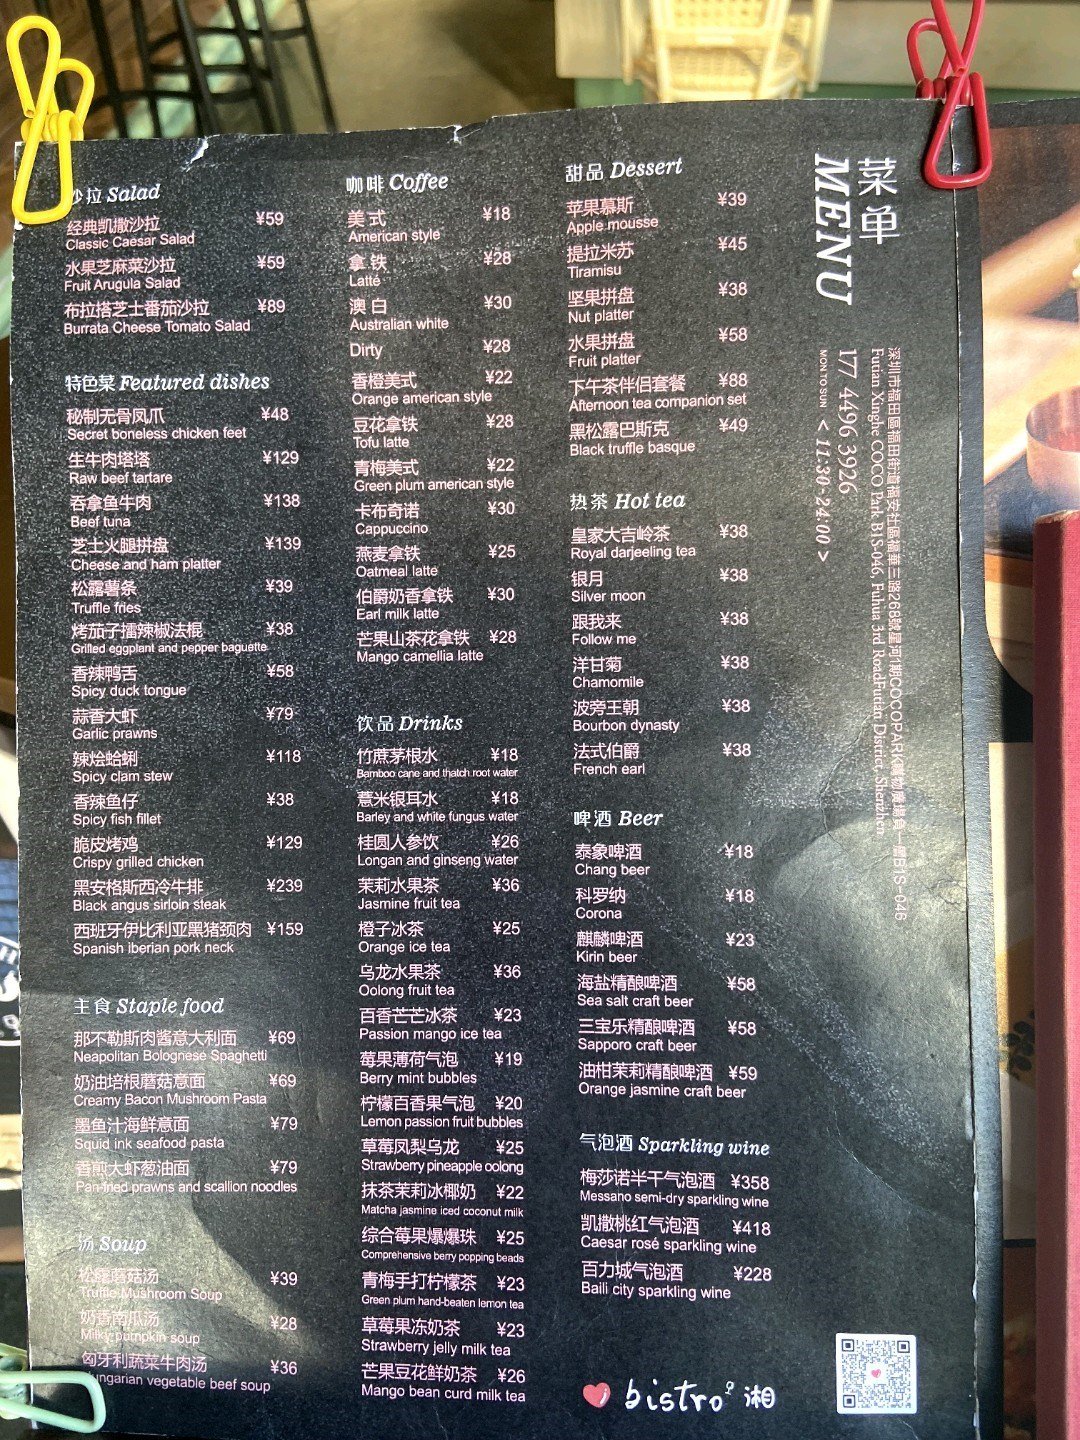 沙拉 Salad
经典凯撒沙拉 ¥59
Classic Caesar Salad
水果芝麻菜沙拉 ¥59
Fruit Arugula Salad
布拉塔芝士番茄沙拉 ¥89
Burrata Cheese Tomato Salad
特色菜 Featured dishes
秘制无骨凤爪 ¥48
Secret boneless chicken feet
生牛肉塔塔 ¥129
Raw beef tartare
吞拿鱼牛肉 ¥138
Beef tuna
芝士火腿拼盘 ¥139
Cheese and ham platter
松露薯条 ¥39
Truffle fries
烤茄子擂辣椒法棍 ¥38
Grilled eggplant and pepper baguette
香辣鸭舌 ¥58
Spicy duck tongue
蒜香大虾 ¥79
Garlic prawns
辣烩蛤蜊 ¥118
Spicy clam stew
香辣鱼仔 ¥38
Spicy fish fillet
脆皮烤鸡 ¥129
Crispy grilled chicken
黑安格斯西冷牛排 ¥239
Black angus sirloin steak
西班牙伊比利亚黑猪颈肉 ¥159
Spanish iberian pork neck
主食 Staple food
那不勒斯肉酱意大利面 ¥69
Neapolitan Bolognese Spaghetti
奶油培根蘑菇意面 ¥69
Creamy Bacon Mushroom Pasta
墨鱼汁海鲜意面 ¥79
Squid ink seafood pasta
香煎大虾葱油面 ¥79
Pan-fried prawns and scallion noodles
汤 Soup
松露蘑菇汤 ¥39
Truffle Mushroom Soup
奶香南瓜汤 ¥28
Milky pumpkin soup
匈牙利蔬菜牛肉汤 ¥36
Hungarian vegetable beef soup
咖啡 Coffee
美式 ¥18
American style
拿铁 ¥28
Latté
澳白 ¥30
Australian white
Dirty ¥28
香橙美式 ¥22
Orange american style
豆花拿铁 ¥28
Tofu latte
青梅美式 ¥22
Green plum american style
卡布奇诺 ¥30
Cappuccino
燕麦拿铁 ¥25
Oatmeal latte
伯爵奶香拿铁 ¥30
Earl milk latte
芒果山茶花拿铁 ¥28
Mango camellia latte
饮品 Drinks
竹蔗茅根水 ¥18
Bamboo cane and thatch root water
薏米银耳水 ¥18
Barley and white fungus water
桂圆人参饮 ¥26
Longan and ginseng water
茉莉水果茶 ¥36
Jasmine fruit tea
橙子冰茶 ¥25
Orange ice tea
乌龙水果茶 ¥36
Oolong fruit tea
百香芒芒冰茶 ¥23
Passion mango ice tea
莓果薄荷气泡 ¥19
Berry mint bubbles
柠檬百香果气泡 ¥20
Lemon passion fruit bubbles
草莓凤梨乌龙 ¥25
Strawberry pineapple oolong
抹茶茉莉冰椰奶 ¥22
Matcha jasmine iced coconut milk
综合莓果爆爆珠 ¥25
Comprehensive berry popping beads
青梅手打柠檬茶 ¥23
Green plum hand-beaten lemon tea
草莓果冻奶茶 ¥23
Strawberry jelly milk tea
芒果豆花鲜奶茶 ¥26
Mango bean curd milk tea
甜品 Dessert
苹果慕斯 ¥39
Apple mousse
提拉米苏 ¥45
Tiramisu
坚果拼盘 ¥38
Nut platter
水果拼盘 ¥58
Fruit platter
下午茶伴侣套餐 ¥88
Afternoon tea companion set
黑松露巴斯克 ¥49
Black truffle basque
热茶 Hot tea
皇家大吉岭茶 ¥38
Royal darjeeling tea
银月 ¥38
Silver moon
跟我来 ¥38
Follow me
洋甘菊 ¥38
Chamomile
波旁王朝 ¥38
Bourbon dynasty
法式伯爵 ¥38
French earl
啤酒 Beer
泰象啤酒 ¥18
Chang beer
科罗纳 ¥18
Corona
麒麟啤酒 ¥23
Kirin beer
海盐精酿啤酒 ¥58
Sea salt craft beer
三宝乐精酿啤酒 ¥58
Sapporo craft beer
油柑茉莉精酿啤酒 ¥59
Orange jasmine craft beer
气泡酒 Sparkling wine
梅莎诺半干气泡酒 ¥358
Messano semi-dry sparkling wine
凯撒桃红气泡酒 ¥418
Caesar rosé sparkling wine
百力城气泡酒 ¥228
Baili city sparkling wine
bistro 湘
菜单
MENU
深圳市福田區福田街道福安社區福華三路268號星河1期COCOPARK購物廣場負一層B1S-046
Futian Xinghe COCO Park B1S-046, Fuhua 3rd RoadFutian District, Shenzhen
177 4496 3926
MON TO SUN < 11:30-24:00 >